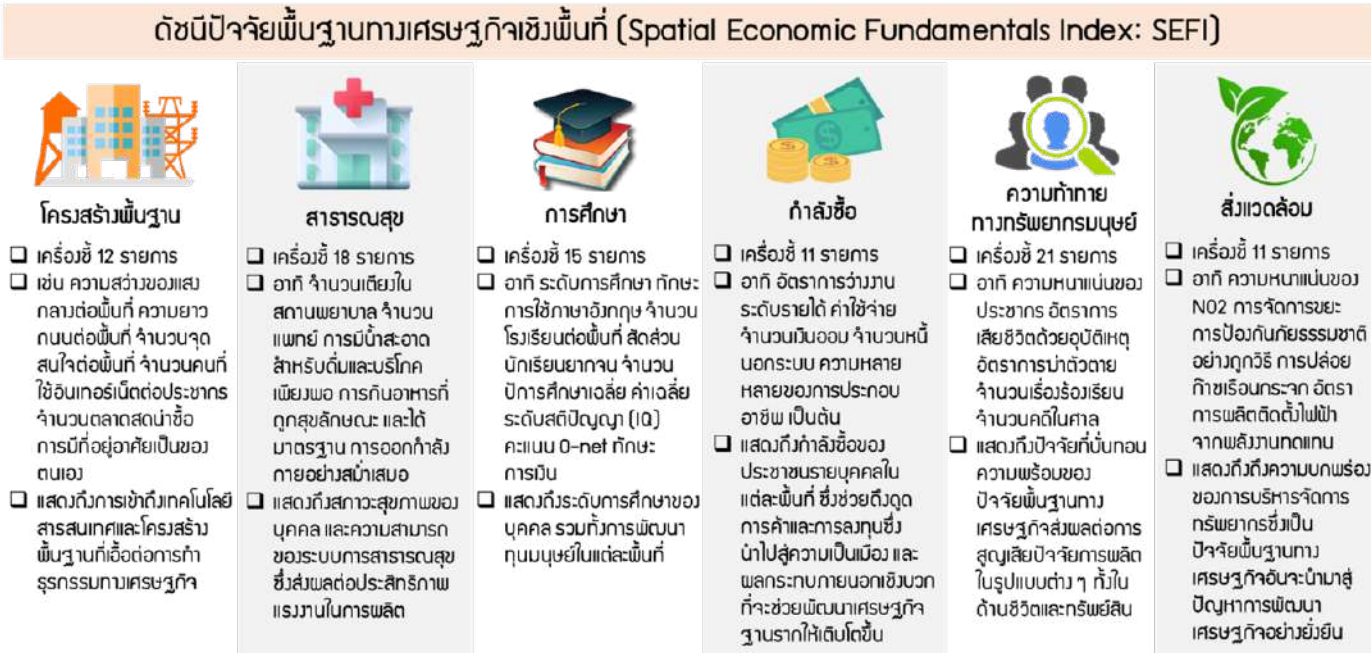 ดัชนีปัจจัยพื้นฐานทางเศรษฐกิจเชิงพื้นที่ (Spatial Economic Fundamentals Index: SEFI)
โครงสร้างพื้นฐาน
❑ เครื่องชี้ 12 รายการ
❑ เช่น ความสว่างของแสง
กลางต่อพื้นที่ ความยาว
ถนนต่อพื้นที่ จำนวนจุด
สนใจต่อพื้นที่ จำนวนคนที่
ใช้อินเทอร์เน็ตต่อประชากร
จำนวนตลาดสดน่าซื้อ
การมีที่อยู่อาศัยเป็นของ
ตนเอง
❑ แสดงถึงการเข้าถึงเทคโนโลยี
สารสนเทศและโครงสร้าง
พื้นฐานที่เอื้อต่อการทำ
ธุรกรรมทางเศรษฐกิจ
สาธารณสุข
❑ เครื่องชี้ 18 รายการ
❑ อาทิ จำนวนเตียงใน
สถานพยาบาล จำนวน
แพทย์ การมีน้ำสะอาด
สำหรับดื่มและบริโภค
เพียงพอ การกินอาหารที่
ถูกสุขลักษณะ และได้
มาตรฐาน การออกกำลัง
กายอย่างสม่ำเสมอ
❑ แสดงถึงสภาวะสุขภาพของ
บุคคล และความสามารถ
ของระบบการสาธารณสุข
ซึ่งส่งผลต่อประสิทธิภาพ
แรงงานในการผลิต
การศึกษา
❑ เครื่องชี้ 15 รายการ
❑ อาทิ ระดับการศึกษา ทักษะ
การใช้ภาษาอังกฤษ จำนวน
โรงเรียนต่อพื้นที่ สัดส่วน
นักเรียนยากจน จำนวน
ปีการศึกษาเฉลี่ย ค่าเฉลี่ย
ระดับสติปัญญา (IQ)
คะแนน O-net ทักษะ
การเงิน
❑ แสดงถึงระดับการศึกษาของ
บุคคล รวมทั้งการพัฒนา
ทุนมนุษย์ในแต่ละพื้นที่
กำลังซื้อ
❑ เครื่องชี้ 11 รายการ
❑ อาทิ อัตราการว่างงาน
ระดับรายได้ ค่าใช้จ่าย
จำนวนเงินออม จำนวนหนี้
นอกระบบ ความหลาก
หลายของการประกอบ
อาชีพ เป็นต้น
❑ แสดงถึงกำลังซื้อของ
ประชาชนรายบุคคลใน
แต่ละพื้นที่ ซึ่งช่วยดึงดูด
การค้าและการลงทุนซึ่ง
นำไปสู่ความเป็นเมือง และ
ผลกระทบภายนอกเชิงบวก
ที่จะช่วยพัฒนาเศรษฐกิจ
ฐานรากให้เติบโตขึ้น
ความท้าทาย
ทางทรัพยากรมนุษย์
❑ เครื่องชี้ 21 รายการ
❑ อาทิ ความหนาแน่นของ
ประชากร อัตราการ
เสียชีวิตด้วยอุบัติเหตุ
อัตราการฆ่าตัวตาย
จำนวนเรื่องร้องเรียน
จำนวนคดีในศาล
❑ แสดงถึงปัจจัยที่บั่นทอน
ความพร้อมของ
ปัจจัยพื้นฐานทาง
เศรษฐกิจส่งผลต่อการ
สูญเสียปัจจัยการผลิต
ในรูปแบบต่าง ๆ ทั้งใน
ด้านชีวิตและทรัพย์สิน
สิ่งแวดล้อม
❑ เครื่องชี้ 11 รายการ
❑ อาทิ ความหนาแน่นของ
NO2 การจัดการขยะ
การป้องกันภัยธรรมชาติ
อย่างถูกวิธี การปล่อย
ก๊าซเรือนกระจก อัตรา
การผลิตติดตั้งไฟฟ้า
จากพลังงานทดแทน
❑ แสดงถึงถึงความบกพร่อง
ของการบริหารจัดการ
ทรัพยากรซึ่งเป็น
ปัจจัยพื้นฐานทาง
เศรษฐกิจอันจะนำมาสู่
ปัญหาการพัฒนา
เศรษฐกิจอย่างยั่งยืน